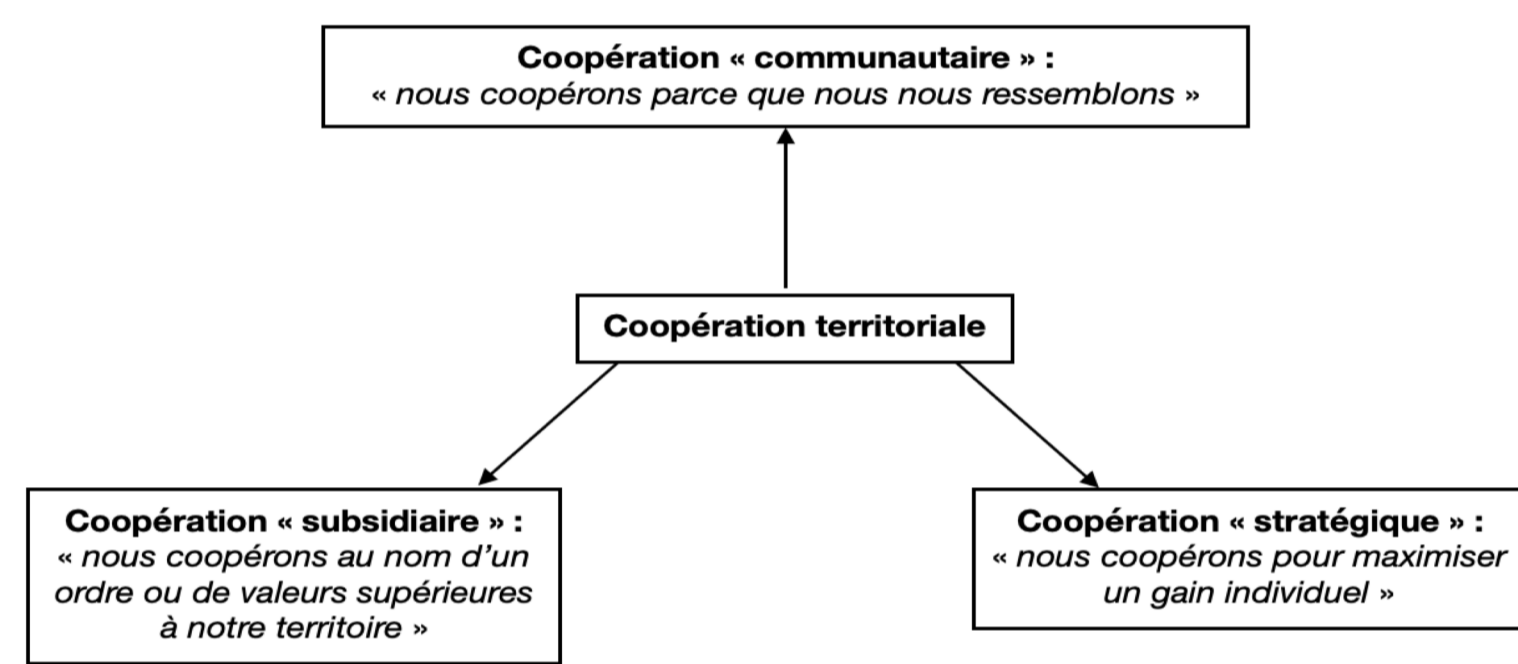 Coopération « communautaire » :
« nous coopérons parce que nous nous ressemblons »
Coopération territoriale
Coopération « subsidiaire » :
« nous coopérons au nom d’un
ordre ou de valeurs supérieures
à notre territoire »
Coopération « stratégique » :
« nous coopérons pour maximiser
un gain individuel »